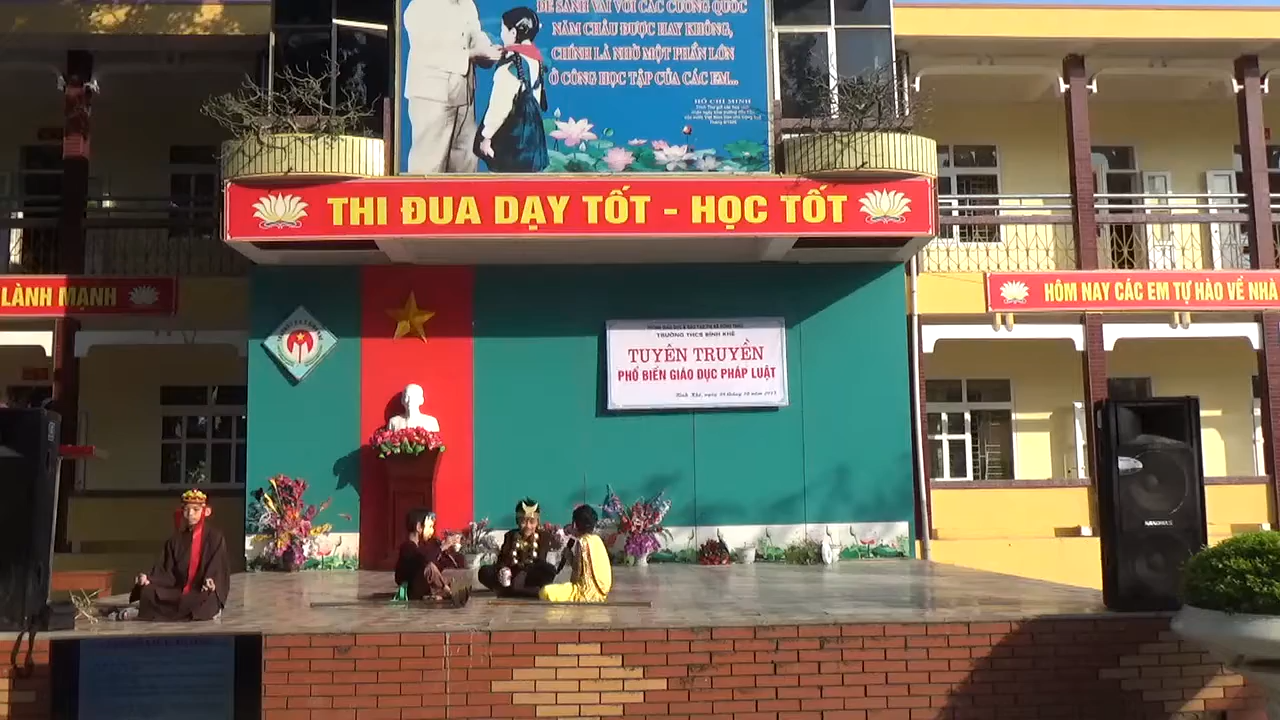 ĐỂ SÁNH VAI VỚI CÁC CƯỜNG QUỐC
NĂM CHÂU ĐƯỢC HAY KHÔNG,
CHÍNH LÀ NHỜ MỘT PHẦN LỚN
Ở CÔNG HỌC TẬP CỦA CÁC EM...
HỒ CHÍ MINH
THI ĐUA DẠY TỐT - HỌC TỐT
LÀNH MẠNH
HÔM NAY CÁC EM TỰ HÀO VỀ NHÀ
TRƯỜNG THCS BÌNH KHÊ
TUYÊN TRUYỀN
PHỔ BIẾN GIÁO DỤC PHÁP LUẬT